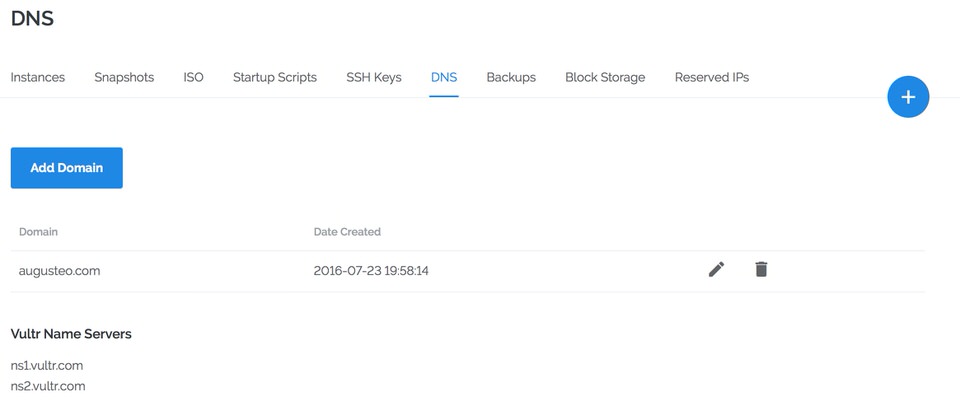 DNS
Instances Snapshots ISO Startup Scripts SSH Keys DNS Backups Block Storage Reserved IPs
+
Add Domain
Domain Date Created
augusteo.com 2016-07-23 19:58:14
Vultr Name Servers
ns1.vultr.com
ns2.vultr.com